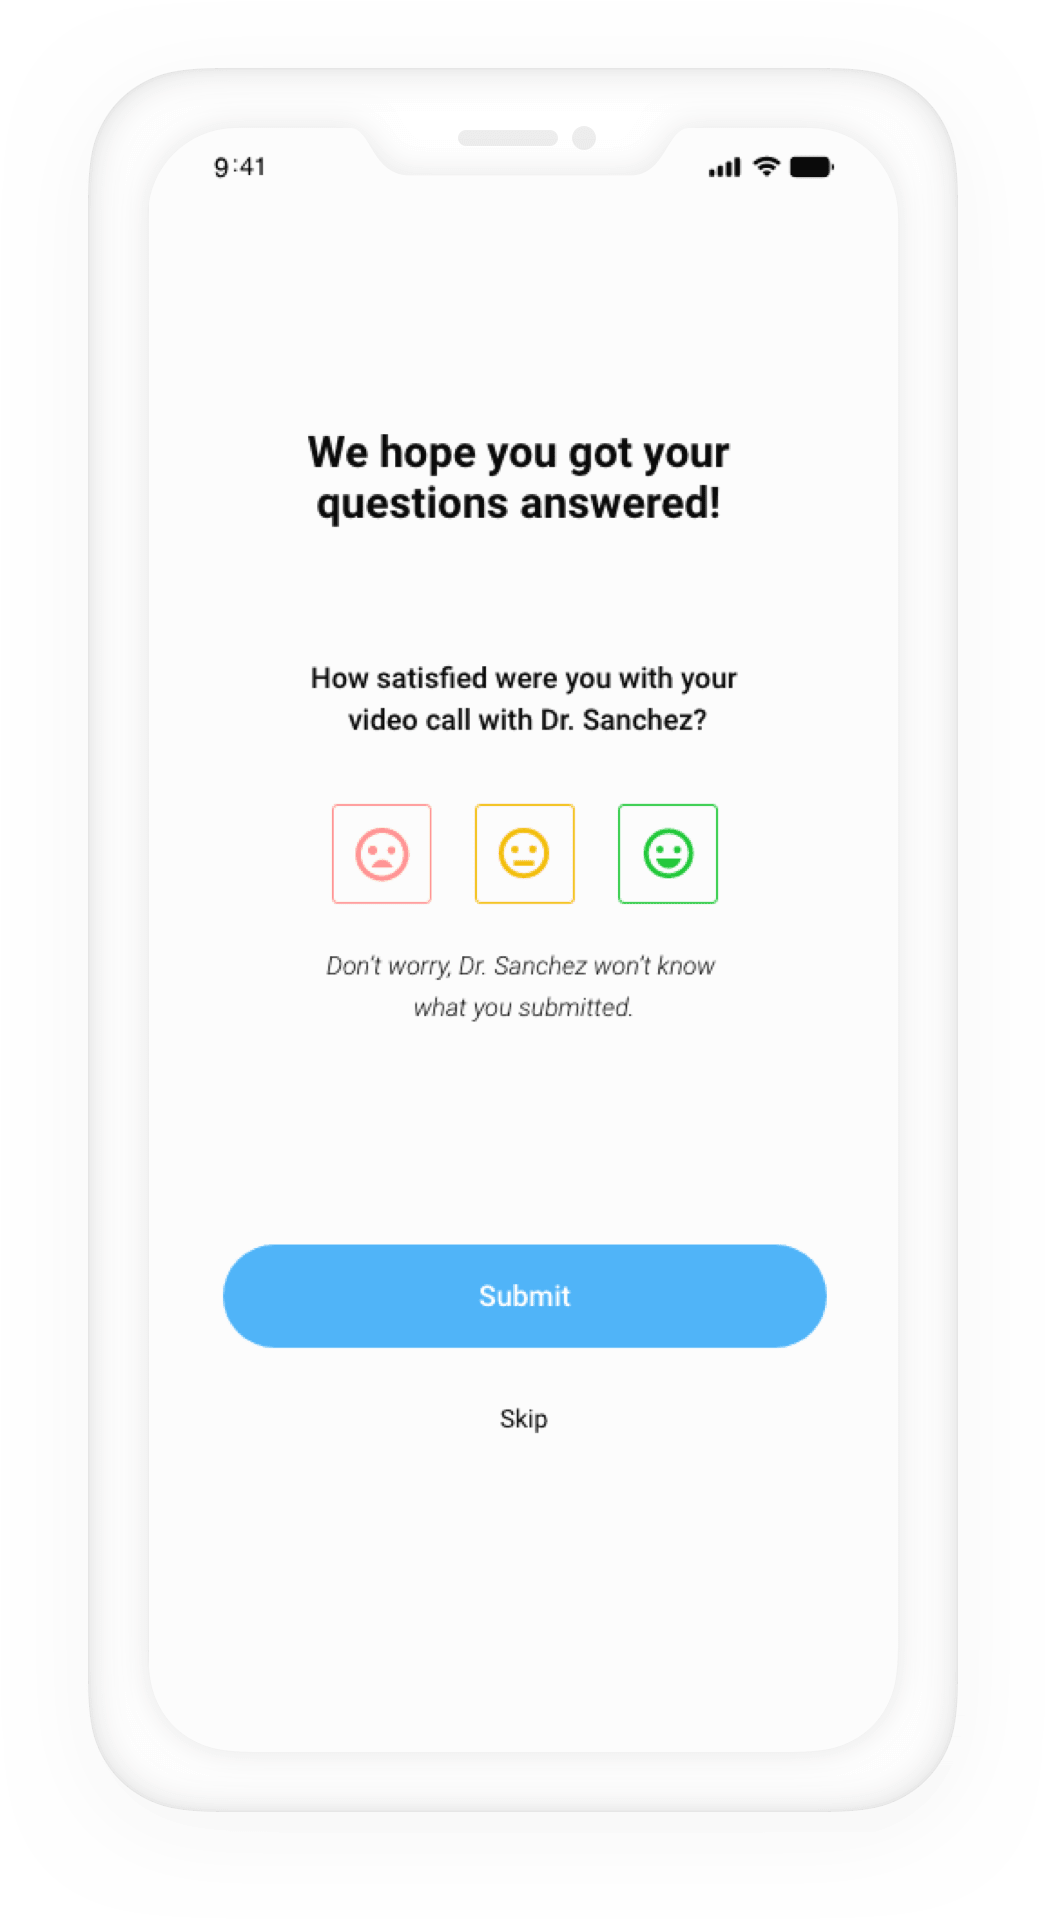 9:41
We hope you got your
questions answered!
How satisfied were you with your
video call with Dr. Sanchez?
Don't worry, Dr. Sanchez won't know
what you submitted.
Submit
Skip